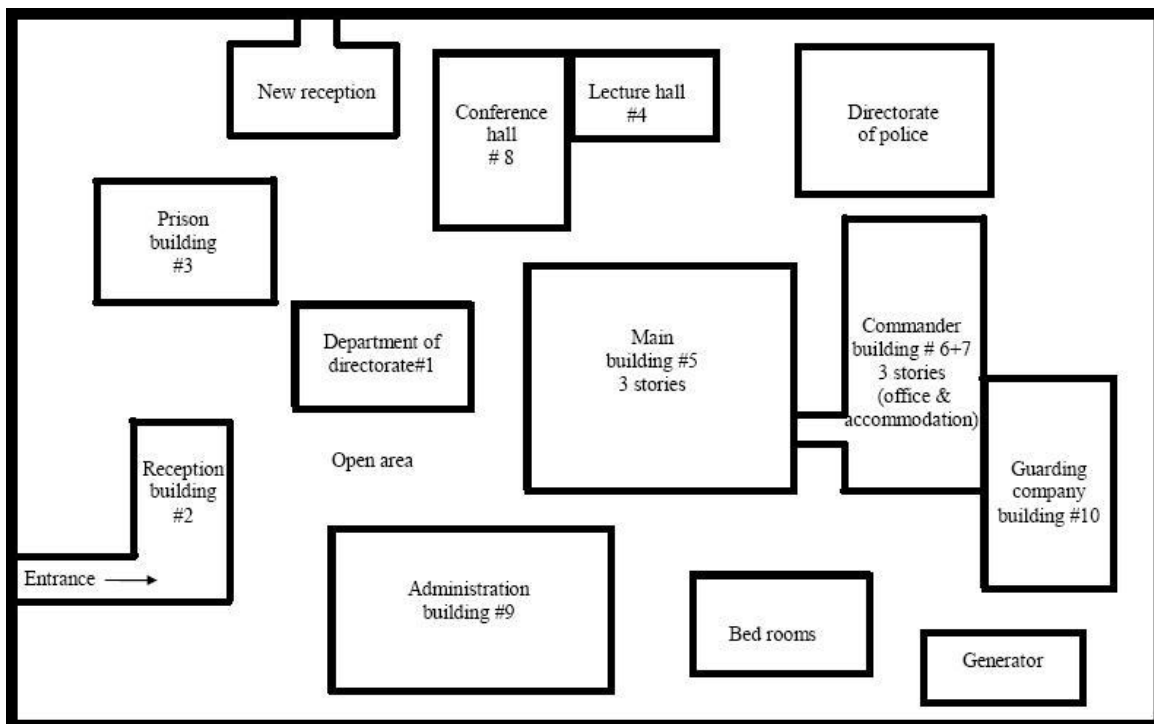 New reception
Conference
hall
# 8
Lecture hall
#4
Directorate
of police
Prison
building
#3
Department of
directorate#1
Main
building #5
3 stories
Commander
building # 6+7
3 stories
(office &
accommodation)
Open area
Reception
building
#2
Guarding
company
building #10
Entrance
Administration
building #9
Bed rooms
Generator